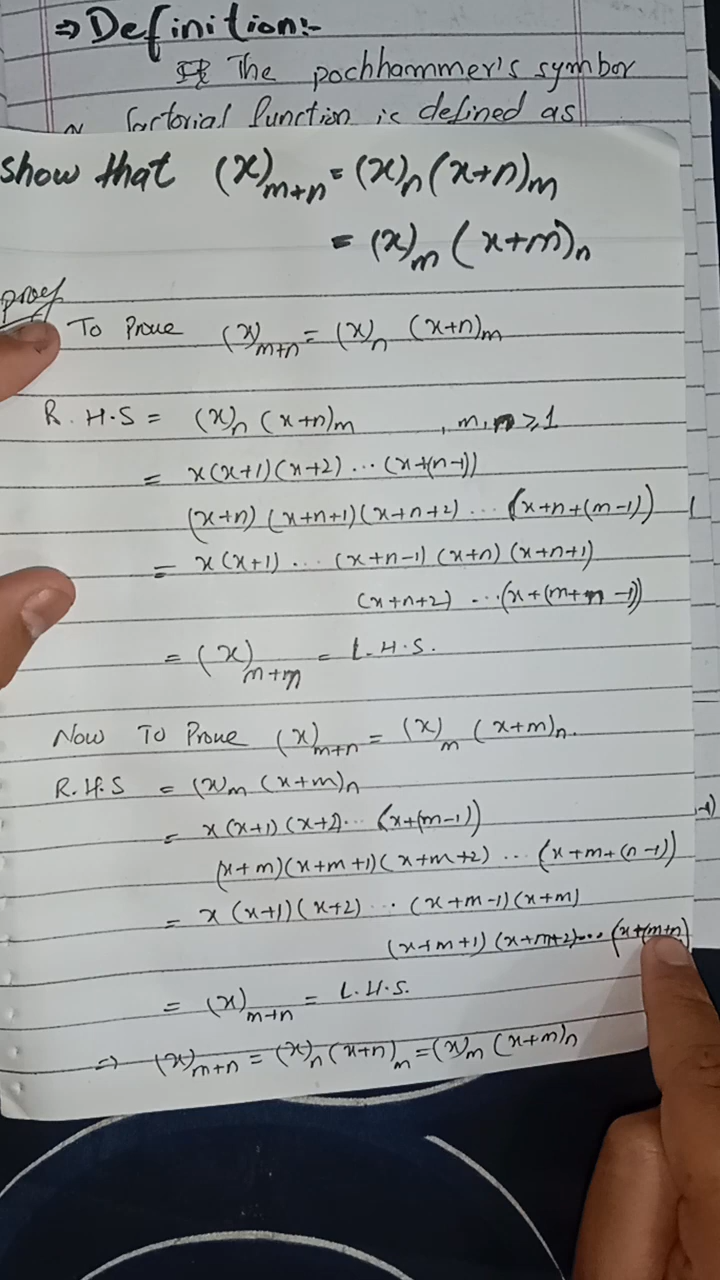 ⇒ Definition:-
The pochhammer's symbol
factorial function is defined as
show that (x)ₘ₊ₙ = (x)ₙ (x+n)ₘ
= (x)ₘ (x+m)ₙ
Proof
To Prove (x)ₘ₊ₙ = (x)ₙ (x+n)ₘ
R.H.S = (x)ₙ (x+n)ₘ , m, n ≥ 1
= x(x+1)(x+2) ... (x+(n-1))
(x+n) (x+n+1)(x+n+2) ... (x+n+(m-1))
= x(x+1) ... (x+n-1) (x+n) (x+n+1)
(x+n+2) ... (x+(m+n-1))
= (x)ₘ₊ₙ = L.H.S.
Now To Prove (x)ₘ₊ₙ = (x)ₘ (x+m)ₙ.
R.H.S = (x)ₘ (x+m)ₙ
= x(x+1)(x+2) ... (x+(m-1))
(x+m)(x+m+1)(x+m+2) ... (x+m+(n-1))
= x(x+1)(x+2) ... (x+m-1)(x+m)
(x+m+1) (x+m+2) ... (x+(m+n)
= (x)ₘ₊ₙ = L.H.S.
⇒ (x)ₘ₊ₙ = (x)ₙ (x+n)ₘ = (x)ₘ (x+m)ₙ